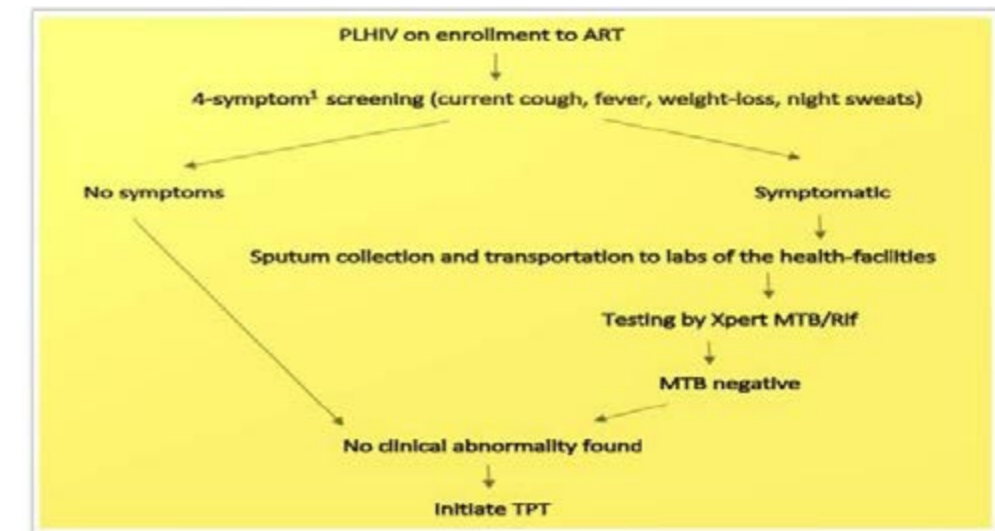 PLHIV on enrollment to ART
4-symptom¹ screening (current cough, fever, weight-loss, night sweats)
No symptoms
Symptomatic
Sputum collection and transportation to labs of the health-facilities
Testing by Xpert MTB/Rif
MTB negative
No clinical abnormality found
Initiate TPT